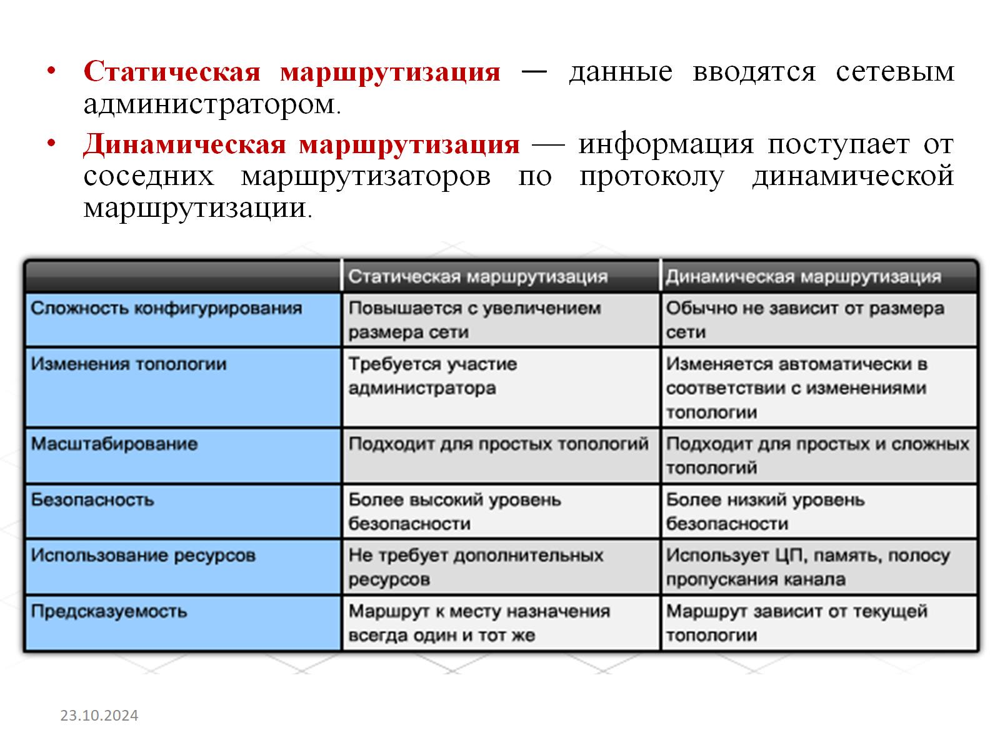 • Статическая маршрутизация — данные вводятся сетевым
администратором.
• Динамическая маршрутизация — информация поступает от
соседних маршрутизаторов по протоколу динамической
маршрутизации.
Статическая маршрутизация Динамическая маршрутизация
Сложность конфигурирования Повышается с увеличением Обычно не зависит от размера
размера сети сети
Изменения топологии Требуется участие Изменяется автоматически в
администратора соответствии с изменениями
топологии
Масштабирование Подходит для простых топологий Подходит для простых и сложных
топологий
Безопасность Более высокий уровень Более низкий уровень
безопасности безопасности
Использование ресурсов Не требует дополнительных Использует ЦП, память, полосу
ресурсов пропускания канала
Предсказуемость Маршрут к месту назначения Маршрут зависит от текущей
всегда один и тот же топологии
23.10.2024